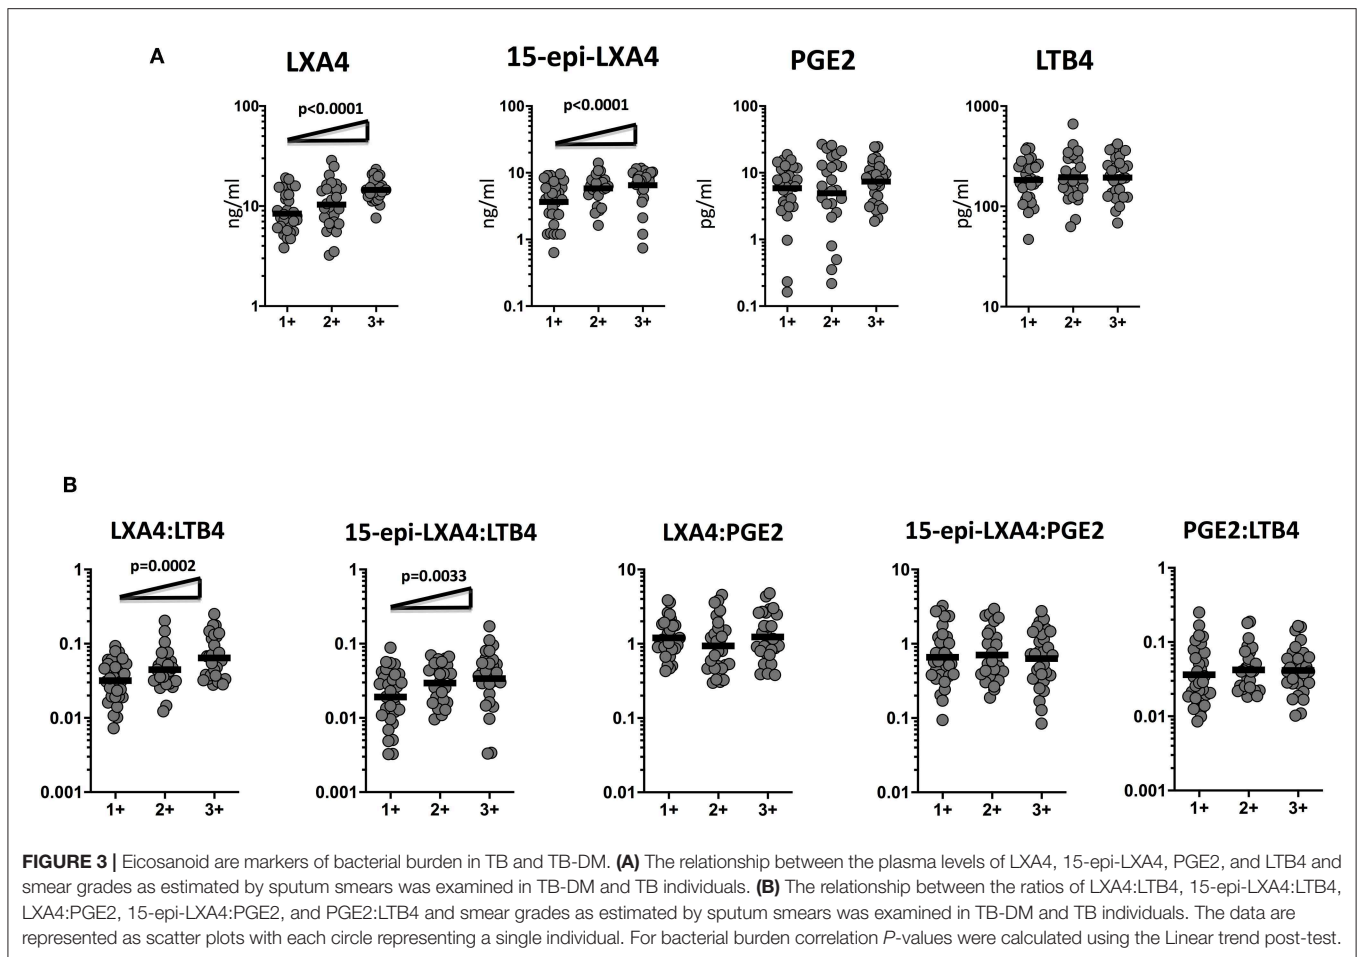 A
LXA4 15-epi-LXA4 PGE2 LTB4
100 100 100 1000
p<0.0001 p<0.0001
ng/ml ng/ml pg/ml pg/ml
10 10 10 100
1 1
1 0.1 0.1 10
1+ 2+ 3+ 1+ 2+ 3+ 1+ 2+ 3+ 1+ 2+ 3+
B
LXA4:LTB4 15-epi-LXA4:LTB4 LXA4:PGE2 15-epi-LXA4:PGE2 PGE2:LTB4
p=0.0002 p=0.0033
1 1 10 10 1
0.1 0.1 1 1 0.1
0.01 0.01 0.1 0.1 0.01
0.001 0.001 0.01 0.01 0.001
1+ 2+ 3+ 1+ 2+ 3+ 1+ 2+ 3+ 1+ 2+ 3+ 1+ 2+ 3+
FIGURE 3 | Eicosanoid are markers of bacterial burden in TB and TB-DM. (A) The relationship between the plasma levels of LXA4, 15-epi-LXA4, PGE2, and LTB4 and
smear grades as estimated by sputum smears was examined in TB-DM and TB individuals. (B) The relationship between the ratios of LXA4:LTB4, 15-epi-LXA4:LTB4,
LXA4:PGE2, 15-epi-LXA4:PGE2, and PGE2:LTB4 and smear grades as estimated by sputum smears was examined in TB-DM and TB individuals. The data are
represented as scatter plots with each circle representing a single individual. For bacterial burden correlation P-values were calculated using the Linear trend post-test.